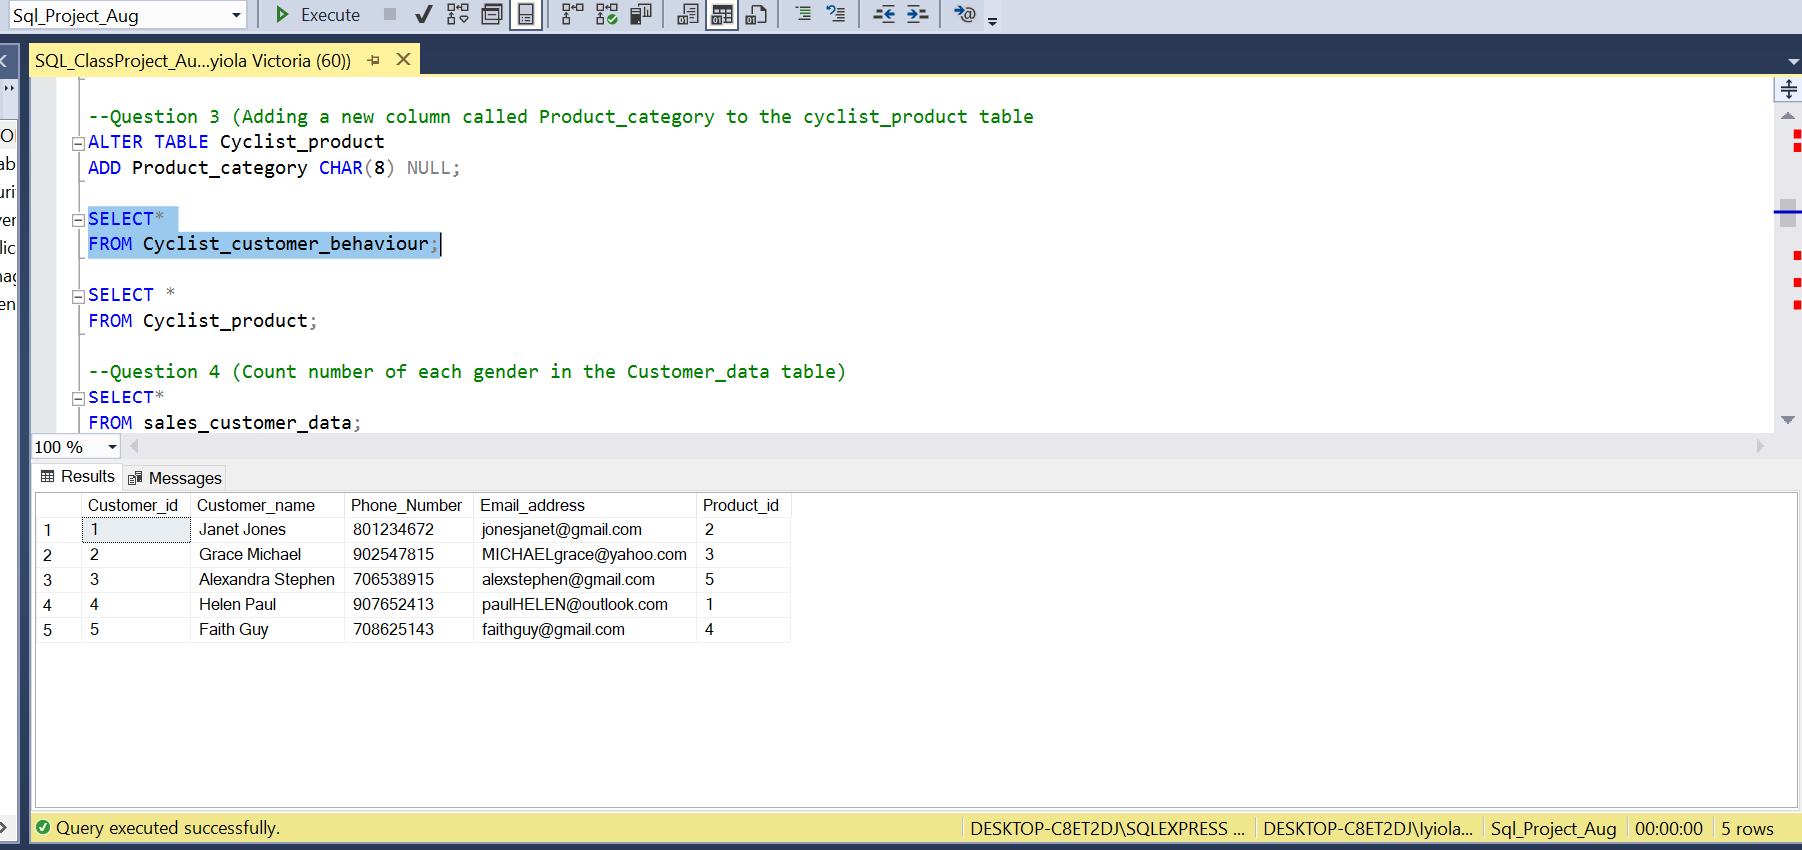 Sql_Project_Aug
Execute
SQL_ClassProject_Au...yiola Victoria (60))
--Question 3 (Adding a new column called Product_category to the cyclist_product table
ALTER TABLE Cyclist_product
ADD Product_category CHAR(8) NULL;
SELECT*
FROM Cyclist_customer_behaviour;
SELECT *
FROM Cyclist_product;
--Question 4 (Count number of each gender in the Customer_data table)
SELECT*
FROM sales_customer_data;
100 %
Results Messages
Customer_id Customer_name Phone_Number Email_address Product_id
1 1 Janet Jones 801234672 jonesjanet@gmail.com 2
2 2 Grace Michael 902547815 MICHAELgrace@yahoo.com 3
3 3 Alexandra Stephen 706538915 alexstephen@gmail.com 5
4 4 Helen Paul 907652413 paulHELEN@outlook.com 1
5 5 Faith Guy 708625143 faithguy@gmail.com 4
Query executed successfully. DESKTOP-C8ET2DJ\SQLEXPRESS ... DESKTOP-C8ET2DJ\Iyiola... Sql_Project_Aug 00:00:00 5 rows